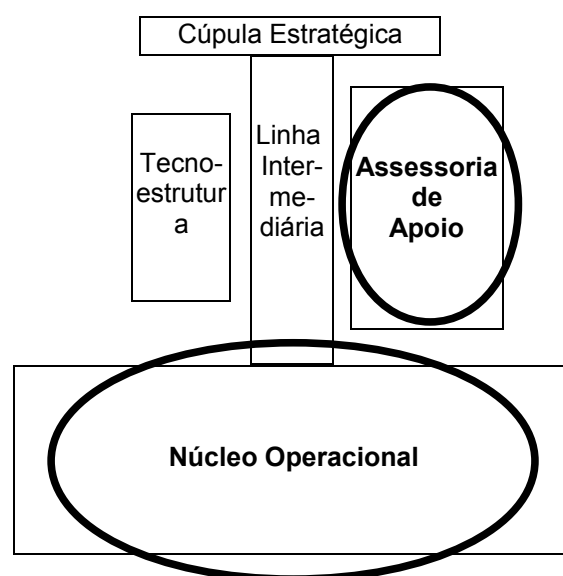 Cúpula Estratégica
Tecno-
estrutur
a
Linha
Inter-
me-
diária
Assessoria
de
Apoio
Núcleo Operacional